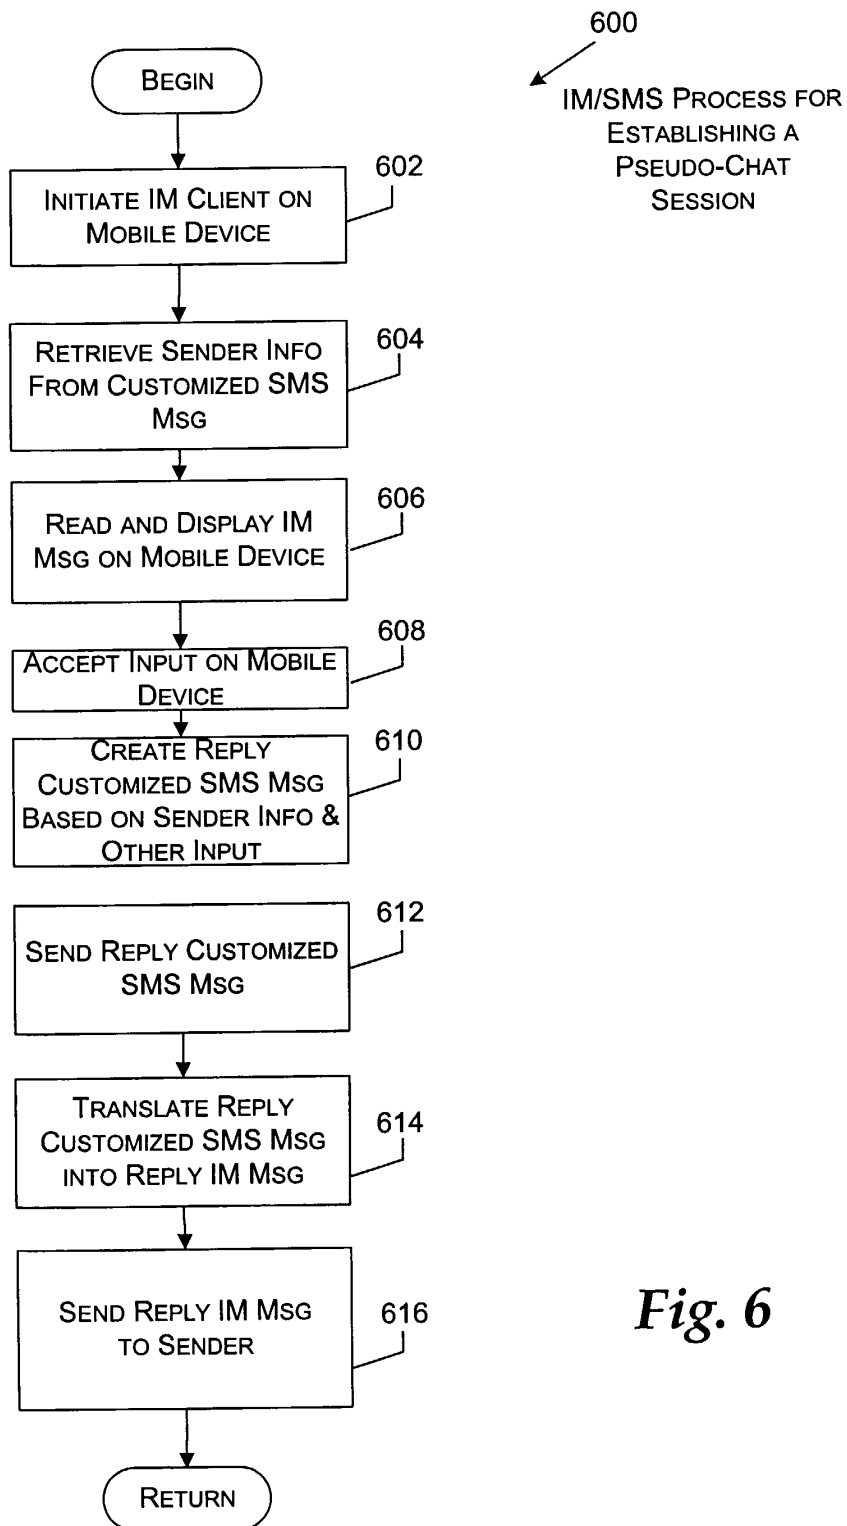 600
IM/SMS PROCESS FOR
ESTABLISHING A
PSEUDO-CHAT
SESSION
BEGIN
602
INITIATE IM CLIENT ON
MOBILE DEVICE
604
RETRIEVE SENDER INFO
FROM CUSTOMIZED SMS
MSG
606
READ AND DISPLAY IM
MSG ON MOBILE DEVICE
608
ACCEPT INPUT ON MOBILE
DEVICE
610
CREATE REPLY
CUSTOMIZED SMS MSG
BASED ON SENDER INFO &
OTHER INPUT
612
SEND REPLY CUSTOMIZED
SMS MSG
614
TRANSLATE REPLY
CUSTOMIZED SMS MSG
INTO REPLY IM MSG
616
SEND REPLY IM MSG
TO SENDER
RETURN
Fig. 6